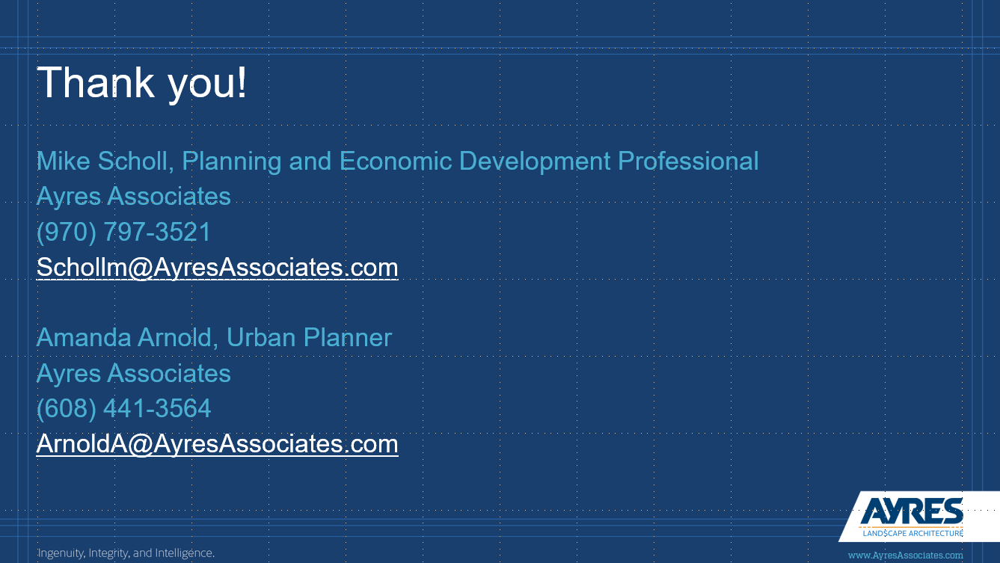 Thank you!
Mike Scholl, Planning and Economic Development Professional
Ayres Associates
(970) 797-3521
Schollm@AyresAssociates.com
Amanda Arnold, Urban Planner
Ayres Associates
(608) 441-3564
ArnoldA@AyresAssociates.com
AYRES
LANDSCAPE ARCHITECTURE
Ingenuity, Integrity, and Intelligence.
www.AyresAssociates.com